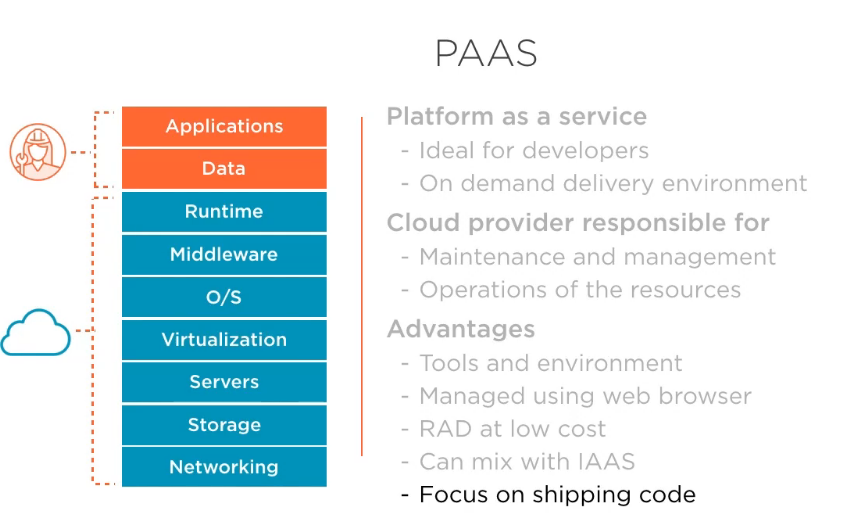 PAAS
Applications
Data
Runtime
Middleware
O/S
Virtualization
Servers
Storage
Networking
Platform as a service
- Ideal for developers
- On demand delivery environment
Cloud provider responsible for
- Maintenance and management
- Operations of the resources
Advantages
- Tools and environment
- Managed using web browser
- RAD at low cost
- Can mix with IAAS
- Focus on shipping code